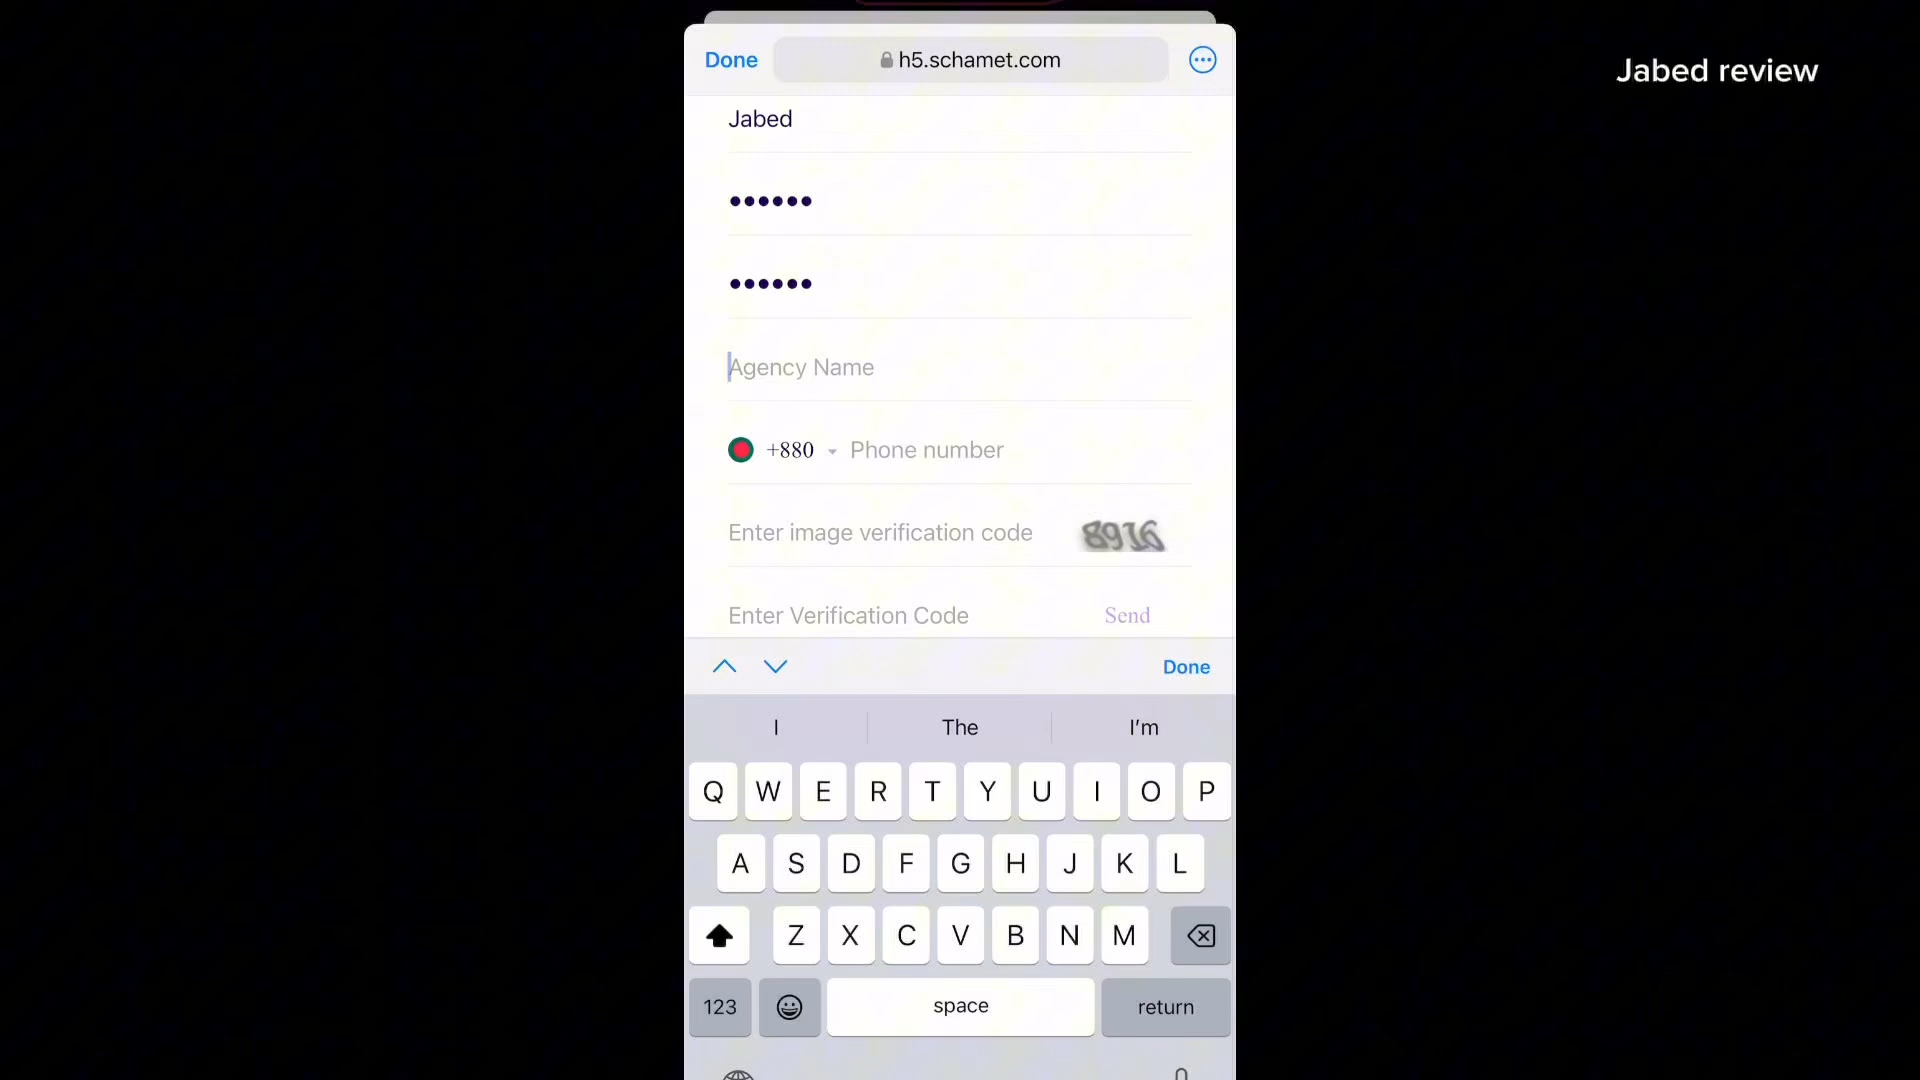 Done
h5.schamet.com
Jabed review
Jabed
••••••
••••••
Agency Name
+880 Phone number
Enter image verification code 8916
Enter Verification Code Send
Done
I The I'm
Q W E R T Y U I O P
A S D F G H J K L
Z X C V B N M
123 space return